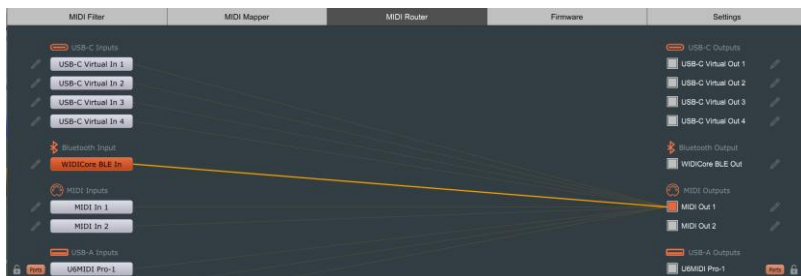 MIDI Filter MIDI Mapper MIDI Router Firmware Settings
USB-C Inputs USB-C Outputs
USB-C Virtual In 1 USB-C Virtual Out 1
USB-C Virtual In 2 USB-C Virtual Out 2
USB-C Virtual In 3 USB-C Virtual Out 3
USB-C Virtual In 4 USB-C Virtual Out 4
Bluetooth Input Bluetooth Output
WIDICore BLE In WIDICore BLE Out
MIDI Inputs MIDI Outputs
MIDI In 1 MIDI Out 1
MIDI In 2 MIDI Out 2
USB-A Inputs USB-A Outputs
Ports U6MIDI Pro-1 U6MIDI Pro-1 Ports